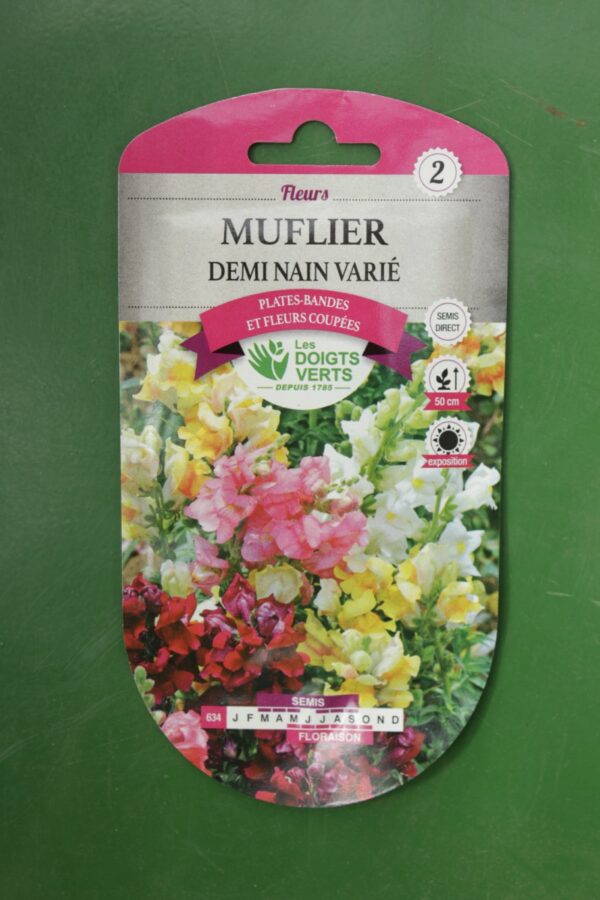 2
Fleurs
MUFLIER
DEMI NAIN VARIÉ
PLATES-BANDES
ET FLEURS COUPÉES
Les
DOIGTS
VERTS
DEPUIS 1785
SEMIS
DIRECT
50 cm
exposition
SEMIS
634 J F M A M J J A S O N D
FLORAISON